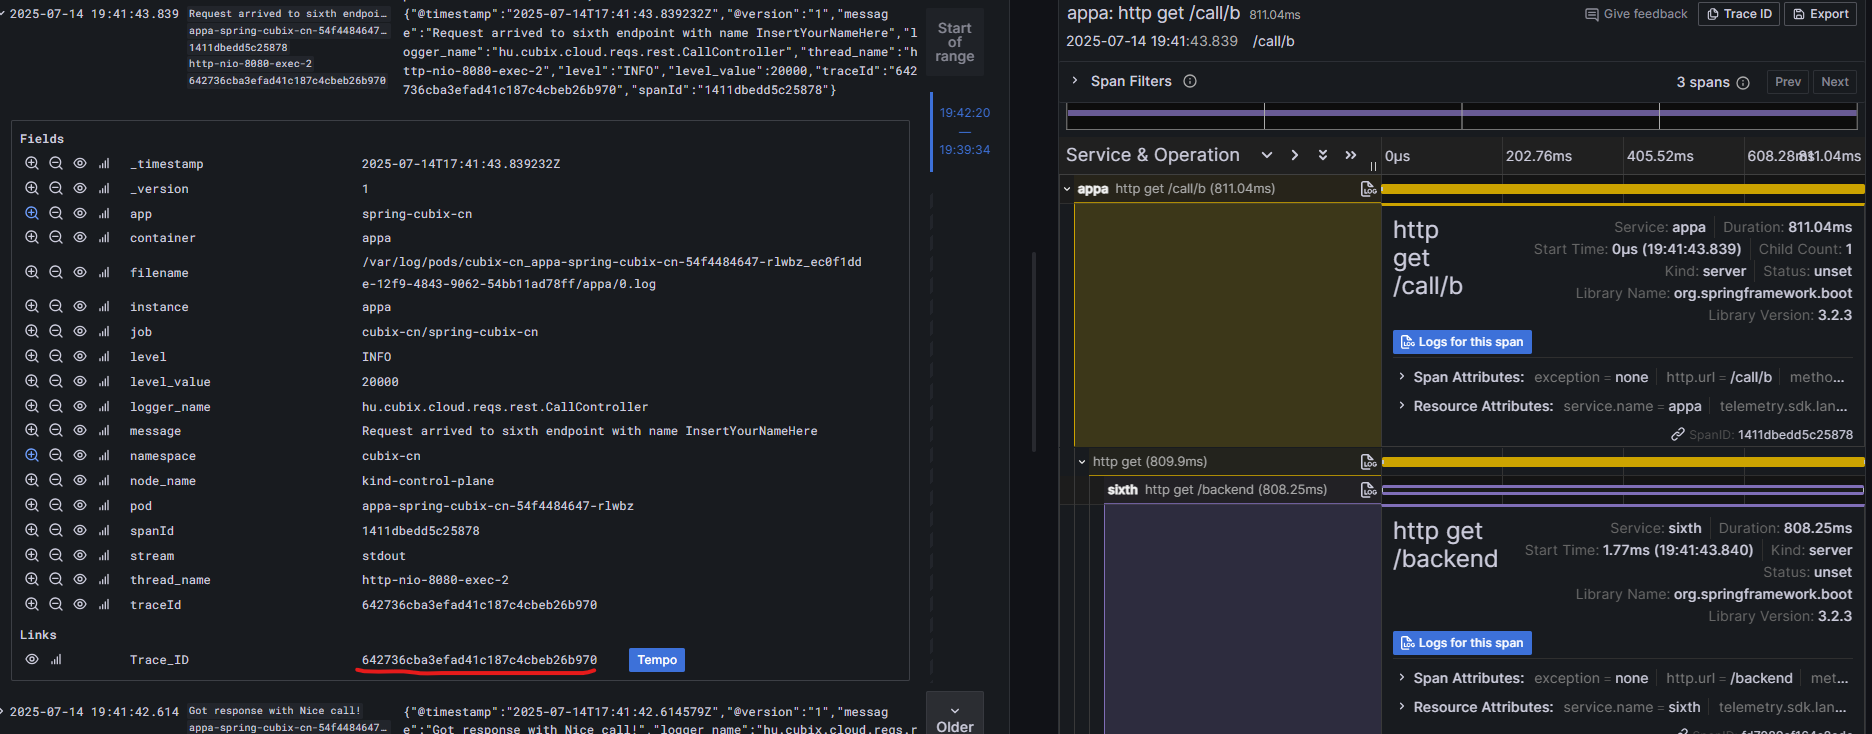 2025-07-14 19:41:43.839
Request arrived to sixth endpoi…
appa-spring-cubix-cn-54f4484647…
1411dbedd5c25878
http-nio-8080-exec-2
642736cba3efad41c187c4cbeb26b970
{"@timestamp":"2025-07-14T17:41:43.839232Z","@version":"1","messag
e":"Request arrived to sixth endpoint with name InsertYourNameHere","l
ogger_name":"hu.cubix.cloud.reqs.rest.CallController","thread_name":"h
ttp-nio-8080-exec-2","level":"INFO","level_value":20000,"traceId":"642
736cba3efad41c187c4cbeb26b970","spanId":"1411dbedd5c25878"}
Start
of
range
19:42:20
—
19:39:34
Fields
_timestamp 2025-07-14T17:41:43.839232Z
_version 1
app spring-cubix-cn
container appa
filename /var/log/pods/cubix-cn_appa-spring-cubix-cn-54f4484647-rlwbz_ec0f1dd
e-12f9-4843-9062-54bb11ad78ff/appa/0.log
instance appa
job cubix-cn/spring-cubix-cn
level INFO
level_value 20000
logger_name hu.cubix.cloud.reqs.rest.CallController
message Request arrived to sixth endpoint with name InsertYourNameHere
namespace cubix-cn
node_name kind-control-plane
pod appa-spring-cubix-cn-54f4484647-rlwbz
spanId 1411dbedd5c25878
stream stdout
thread_name http-nio-8080-exec-2
traceId 642736cba3efad41c187c4cbeb26b970
Links
Trace_ID 642736cba3efad41c187c4cbeb26b970 Tempo
2025-07-14 19:41:42.614
Got response with Nice call!
appa-spring-cubix-cn-54f4484647…
{"@timestamp":"2025-07-14T17:41:42.614579Z","@version":"1","messag
e":"Got response with Nice call!","logger_name":"hu.cubix.cloud.reqs.r
Older
appa: http get /call/b 811.04ms
Give feedback Trace ID Export
2025-07-14 19:41:43.839 /call/b
Span Filters 3 spans Prev Next
Service & Operation 0µs 202.76ms 405.52ms 608.28ms 811.04ms
appa http get /call/b (811.04ms)
http
get
/call/b
Service: appa Duration: 811.04ms
Start Time: 0µs (19:41:43.839) Child Count: 1
Kind: server Status: unset
Library Name: org.springframework.boot
Library Version: 3.2.3
Logs for this span
Span Attributes: exception = none http.url = /call/b metho...
Resource Attributes: service.name = appa telemetry.sdk.lan...
SpanID: 1411dbedd5c25878
http get (809.9ms)
sixth http get /backend (808.25ms)
http get
/backend
Service: sixth Duration: 808.25ms
Start Time: 1.77ms (19:41:43.840) Kind: server
Status: unset
Library Name: org.springframework.boot
Library Version: 3.2.3
Logs for this span
Span Attributes: exception = none http.url = /backend met...
Resource Attributes: service.name = sixth telemetry.sdk.lan...